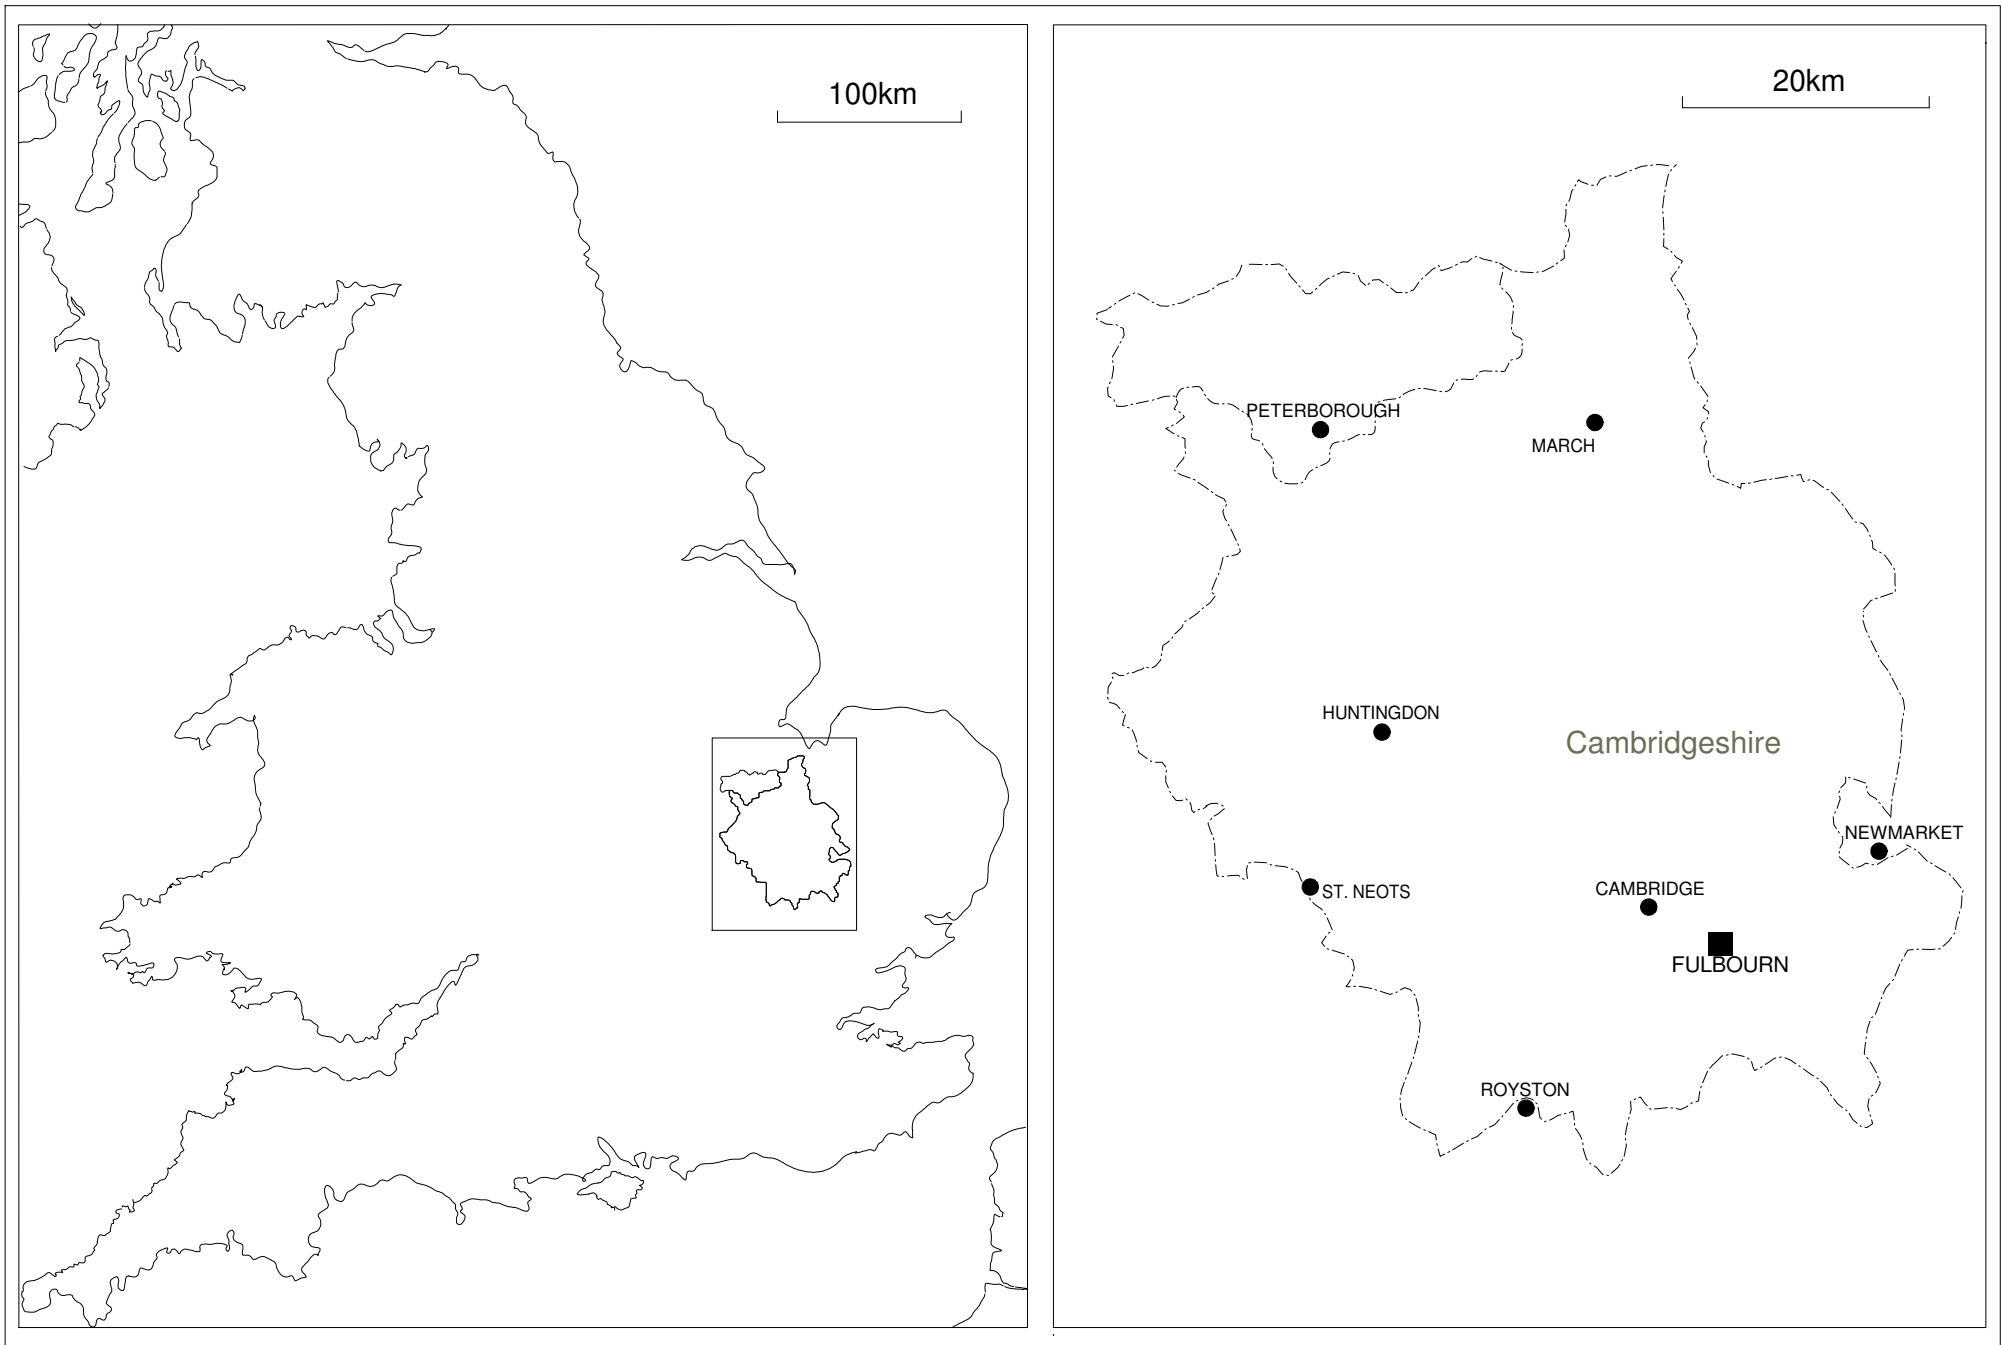 100km
20km
PETERBOROUGH
MARCH
HUNTINGDON
Cambridgeshire
NEWMARKET
ST. NEOTS
CAMBRIDGE
FULBOURN
ROYSTON